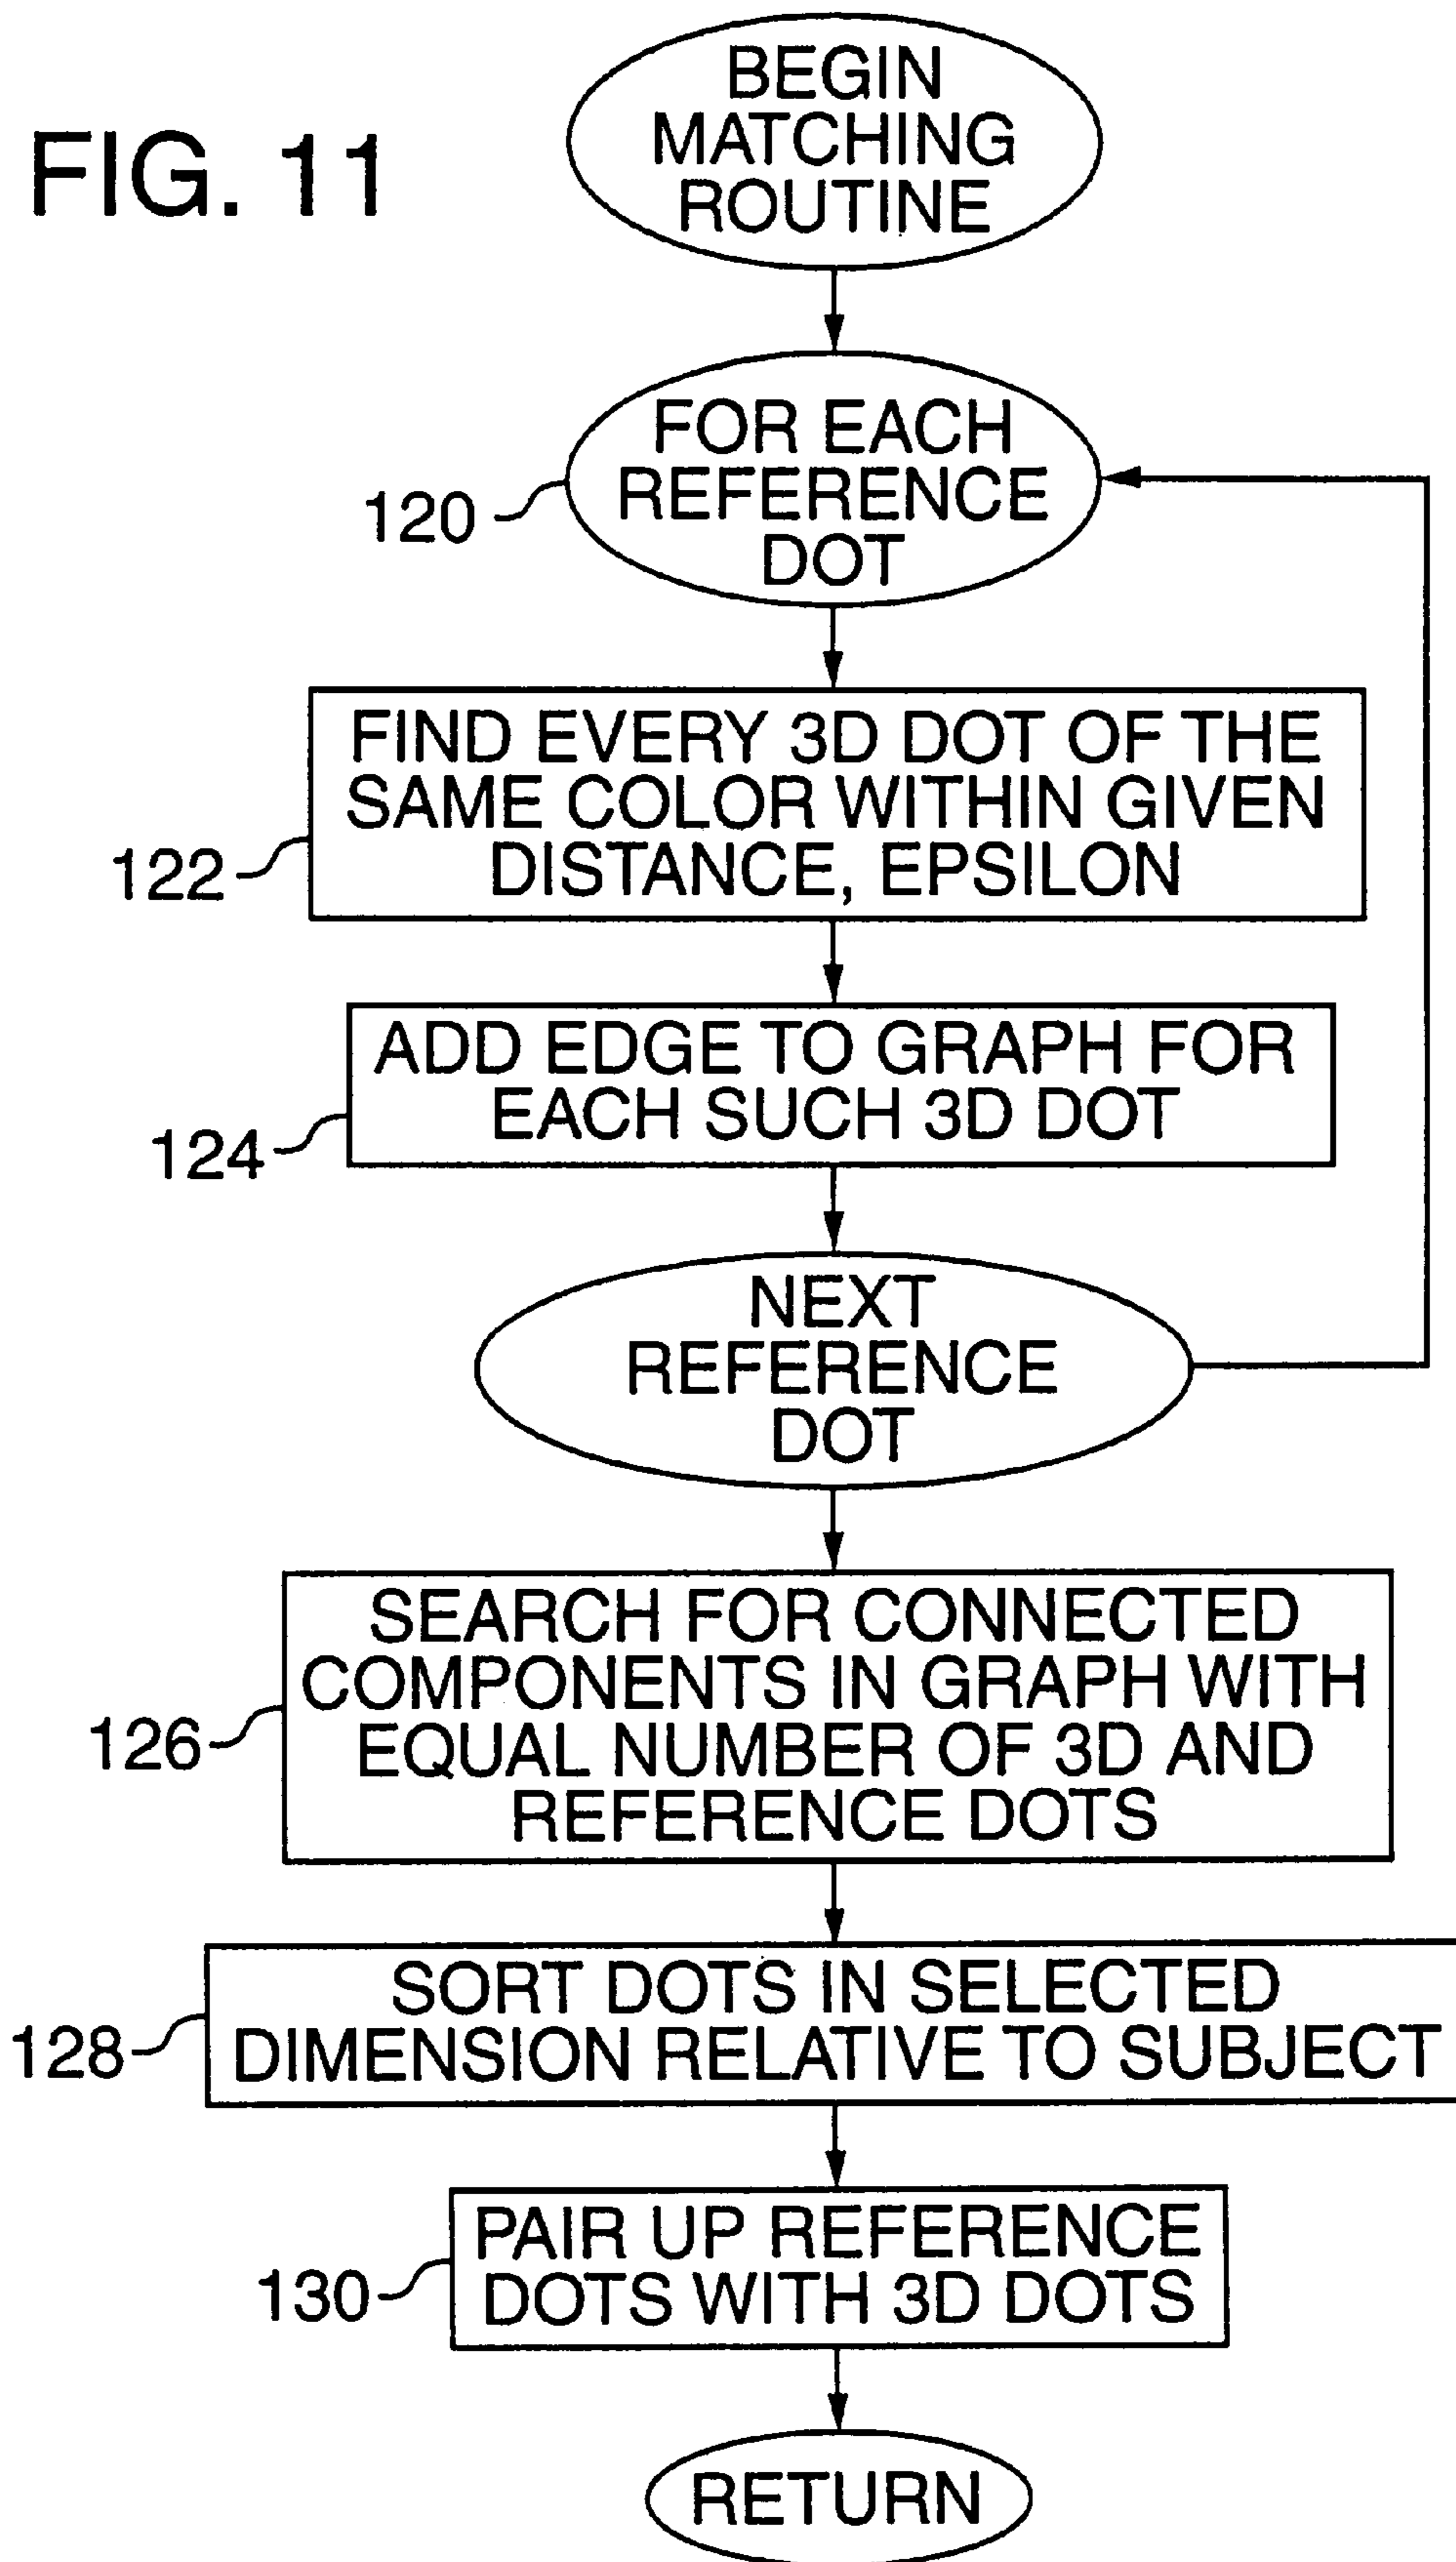 FIG. 11
BEGIN
MATCHING
ROUTINE
FOR EACH
REFERENCE
DOT
120
FIND EVERY 3D DOT OF THE
SAME COLOR WITHIN GIVEN
DISTANCE, EPSILON
122
ADD EDGE TO GRAPH FOR
EACH SUCH 3D DOT
124
NEXT
REFERENCE
DOT
SEARCH FOR CONNECTED
COMPONENTS IN GRAPH WITH
EQUAL NUMBER OF 3D AND
REFERENCE DOTS
126
SORT DOTS IN SELECTED
DIMENSION RELATIVE TO SUBJECT
128
PAIR UP REFERENCE
DOTS WITH 3D DOTS
130
RETURN